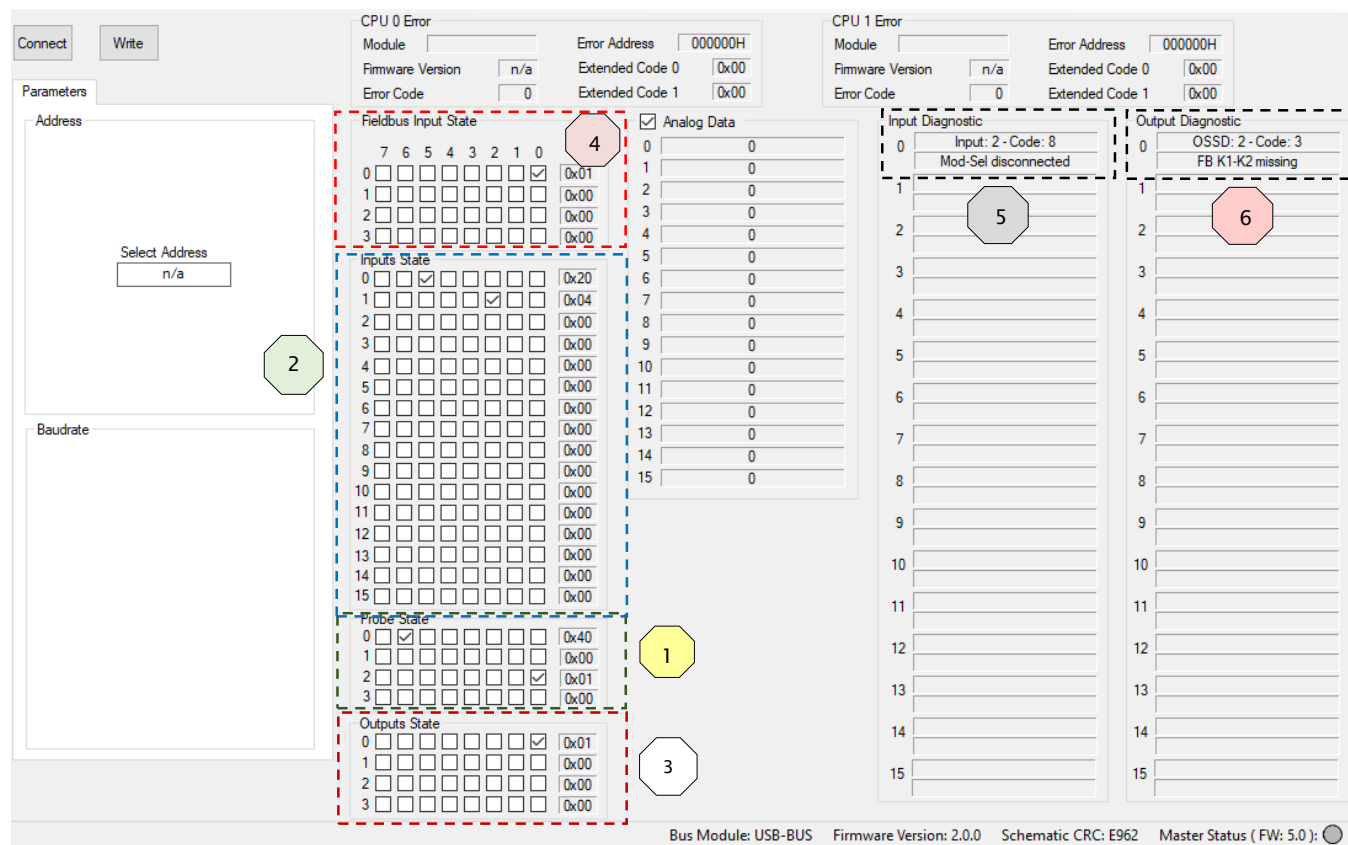 Connect
Write
CPU 0 Error
Module
Error Address 000000H
Firmware Version n/a
Extended Code 0 0x00
Error Code 0
Extended Code 1 0x00
CPU 1 Error
Module
Error Address 000000H
Firmware Version n/a
Extended Code 0 0x00
Error Code 0
Extended Code 1 0x00
Parameters
Address
Select Address
n/a
2
Baudrate
Fieldbus Input State
4
7 6 5 4 3 2 1 0
0 0x01
1 0x00
2 0x00
3 0x00
Inputs State
0 0x20
1 0x04
2 0x00
3 0x00
4 0x00
5 0x00
6 0x00
7 0x00
8 0x00
9 0x00
10 0x00
11 0x00
12 0x00
13 0x00
14 0x00
15 0x00
Probe State
0 0x40
1 0x00
2 0x01
3 0x00
1
Outputs State
0 0x01
1 0x00
2 0x00
3 0x00
3
Analog Data
0 0
1 0
2 0
3 0
4 0
5 0
6 0
7 0
8 0
9 0
10 0
11 0
12 0
13 0
14 0
15 0
Input Diagnostic
0 Input: 2 - Code: 8
Mod-Sel disconnected
1
5
2
3
4
5
6
7
8
9
10
11
12
13
14
15
Output Diagnostic
0 OSSD: 2 - Code: 3
FB K1-K2 missing
1
6
2
3
4
5
6
7
8
9
10
11
12
13
14
15
Bus Module: USB-BUS Firmware Version: 2.0.0 Schematic CRC: E962 Master Status ( FW: 5.0 ):